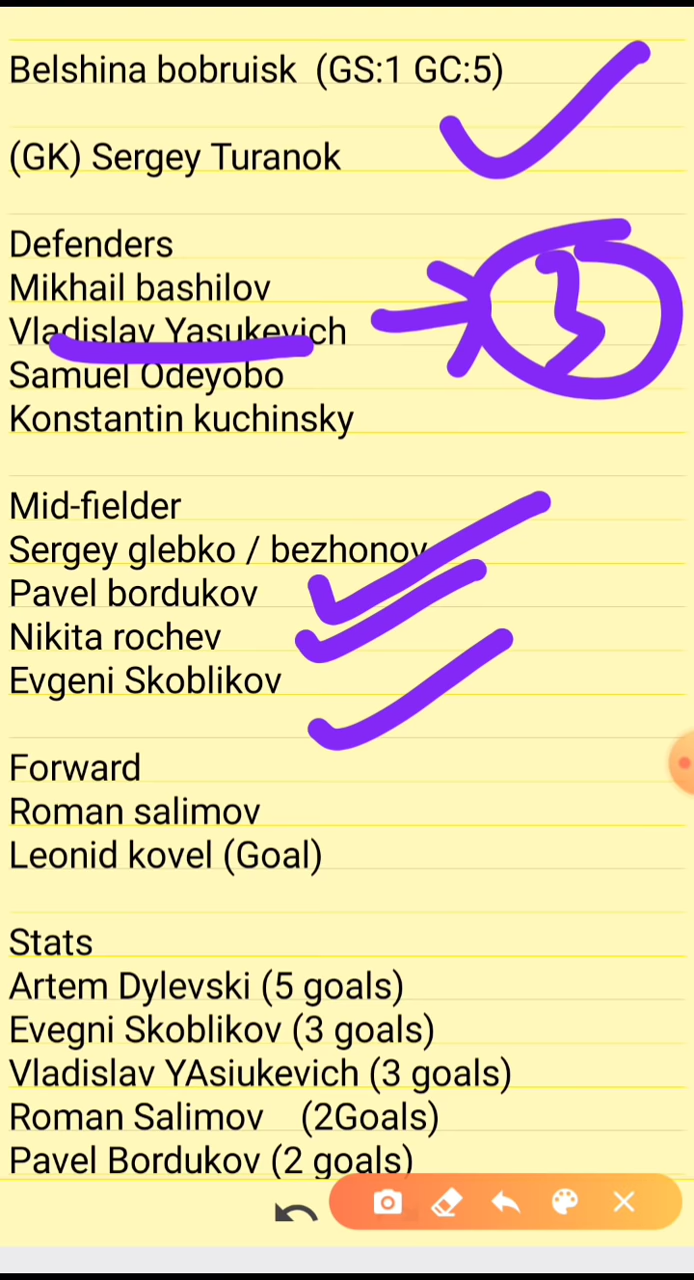 Belshina bobruisk (GS:1 GC:5)
(GK) Sergey Turanok
Defenders
Mikhail bashilov
Vladislav Yasukevich
Samuel Odeyobo
Konstantin kuchinsky
3
Mid-fielder
Sergey glebko / bezhonov
Pavel bordukov
Nikita rochev
Evgeni Skoblikov
Forward
Roman salimov
Leonid kovel (Goal)
Stats
Artem Dylevski (5 goals)
Evegni Skoblikov (3 goals)
Vladislav YAsiukevich (3 goals)
Roman Salimov (2Goals)
Pavel Bordukov (2 goals)